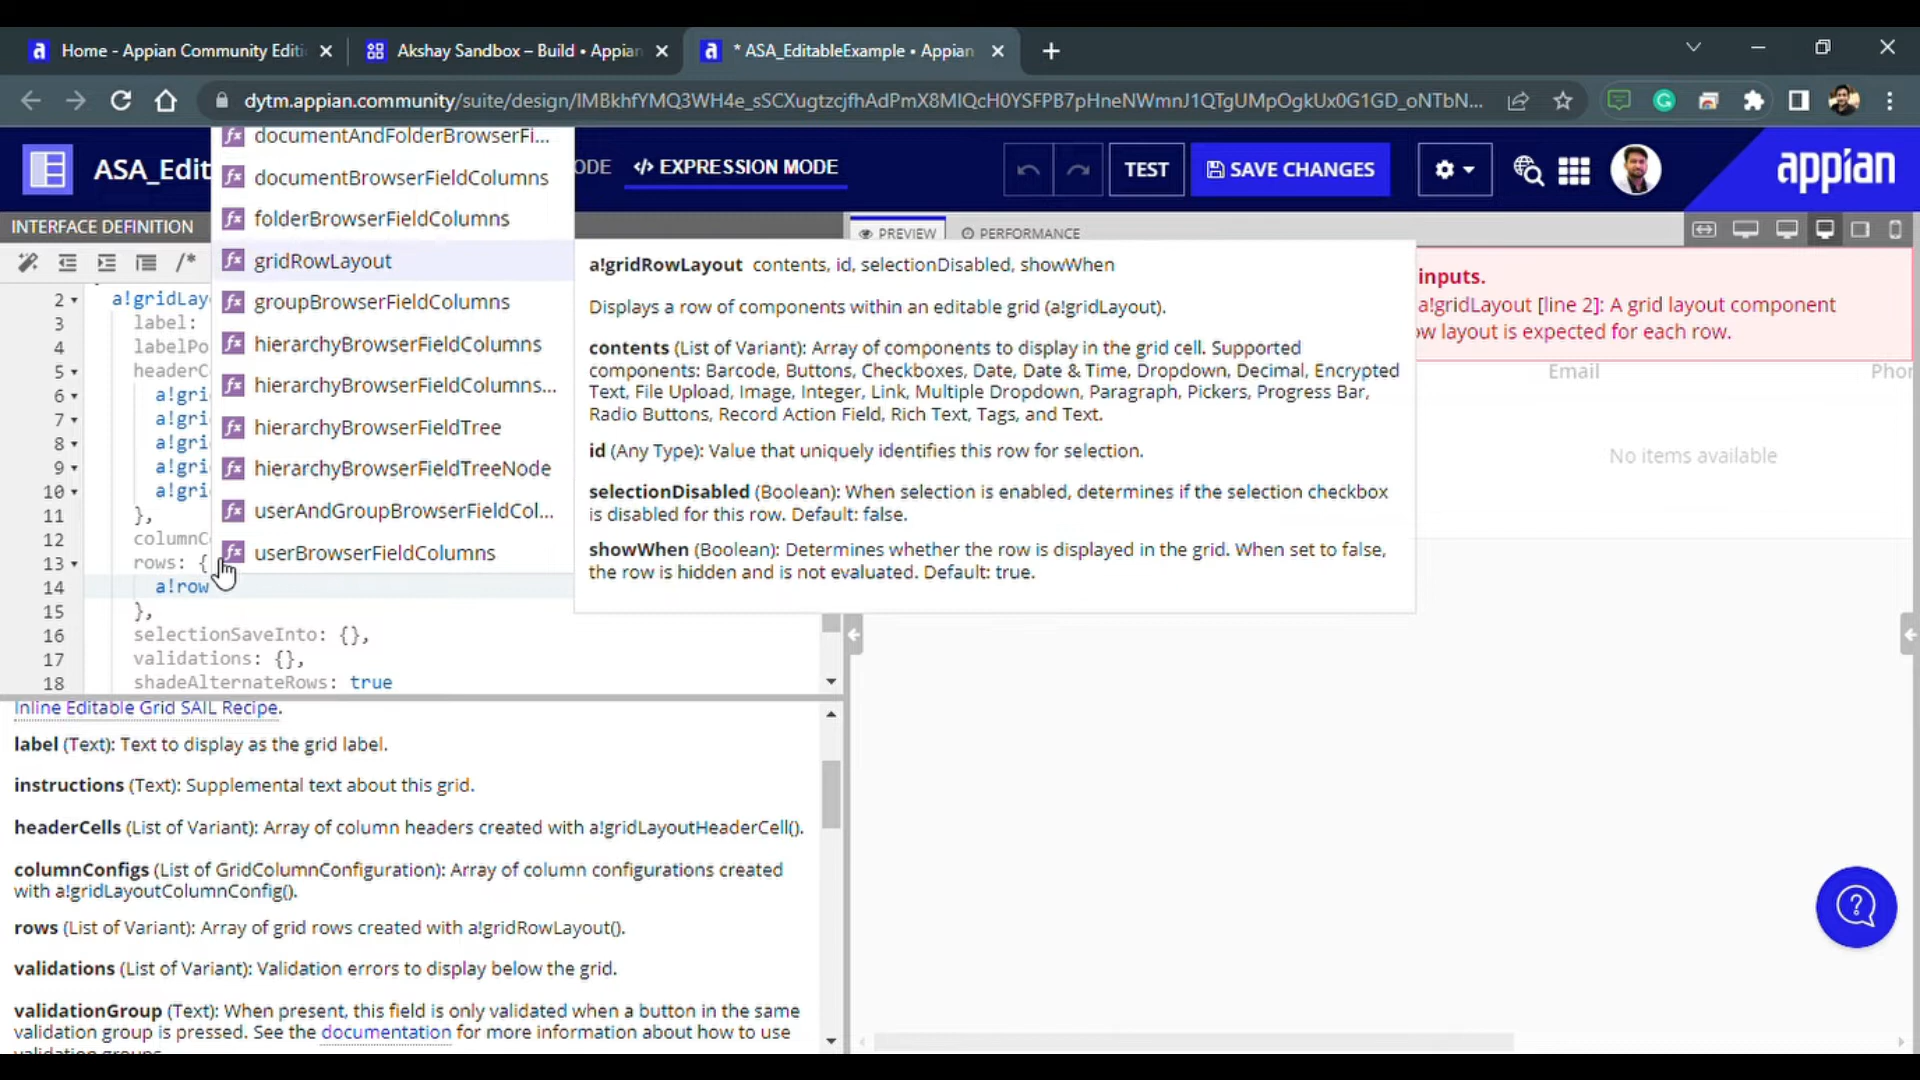 Home - Appian Community Editi
Akshay Sandbox – Build • Appian
* ASA_EditableExample • Appian
dytm.appian.community/suite/design/IMBkhfYMQ3WH4e_sSCXugtzcjfhAdPmX8MIQcH0YSFPB7pHneNWmnJ1QTgUMpOgkUx0G1GD_oNTbN...
ASA_Edit
ODE
</> EXPRESSION MODE
TEST
SAVE CHANGES
appian
INTERFACE DEFINITION
PREVIEW
PERFORMANCE
/*
documentAndFolderBrowserFi...
documentBrowserFieldColumns
folderBrowserFieldColumns
gridRowLayout
groupBrowserFieldColumns
hierarchyBrowserFieldColumns
hierarchyBrowserFieldColumns...
hierarchyBrowserFieldTree
hierarchyBrowserFieldTreeNode
userAndGroupBrowserFieldCol...
userBrowserFieldColumns
2 a!gridLay
3 label:
4 labelPo
5 headerC
6 a!gri
7 a!gri
8 a!gri
9 a!gri
10 a!gri
11 },
12 columnC
13 rows: {
14 a!row
15 },
16 selectionSaveInto: {},
17 validations: {},
18 shadeAlternateRows: true
a!gridRowLayout contents, id, selectionDisabled, showWhen
Displays a row of components within an editable grid (a!gridLayout).
contents (List of Variant): Array of components to display in the grid cell. Supported
components: Barcode, Buttons, Checkboxes, Date, Date & Time, Dropdown, Decimal, Encrypted
Text, File Upload, Image, Integer, Link, Multiple Dropdown, Paragraph, Pickers, Progress Bar,
Radio Buttons, Record Action Field, Rich Text, Tags, and Text.
id (Any Type): Value that uniquely identifies this row for selection.
selectionDisabled (Boolean): When selection is enabled, determines if the selection checkbox
is disabled for this row. Default: false.
showWhen (Boolean): Determines whether the row is displayed in the grid. When set to false,
the row is hidden and is not evaluated. Default: true.
inputs.
a!gridLayout [line 2]: A grid layout component
ow layout is expected for each row.
Email
Phor
No items available
Inline Editable Grid SAIL Recipe.
label (Text): Text to display as the grid label.
instructions (Text): Supplemental text about this grid.
headerCells (List of Variant): Array of column headers created with a!gridLayoutHeaderCell().
columnConfigs (List of GridColumnConfiguration): Array of column configurations created
with a!gridLayoutColumnConfig().
rows (List of Variant): Array of grid rows created with a!gridRowLayout().
validations (List of Variant): Validation errors to display below the grid.
validationGroup (Text): When present, this field is only validated when a button in the same
validation group is pressed. See the documentation for more information about how to use
validation groups.